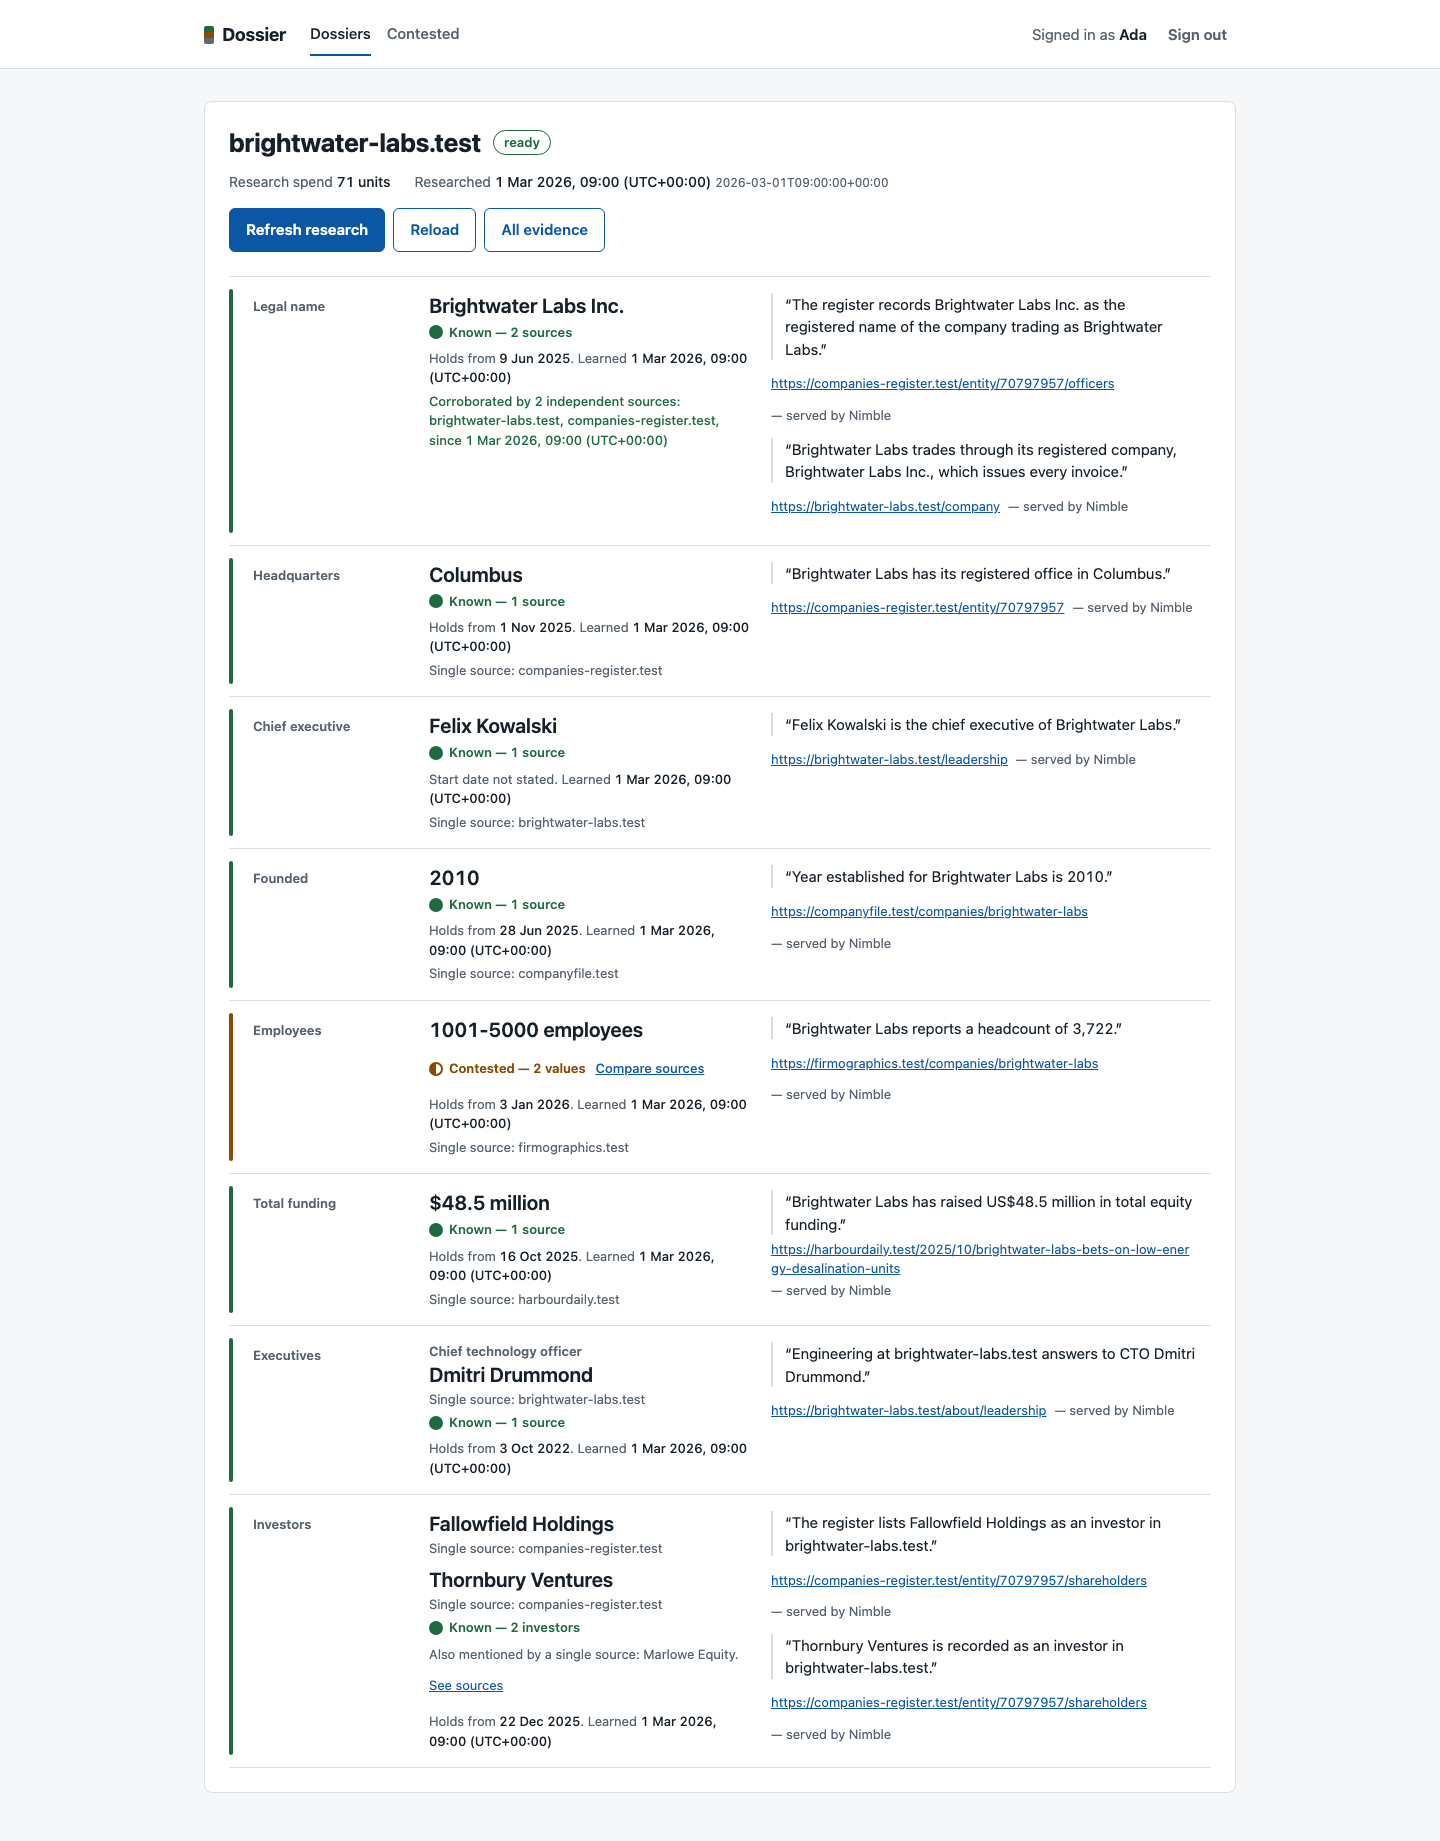 Dossier
Dossiers
Contested
Signed in as Ada
Sign out
brightwater-labs.test
ready
Research spend 71 units
Researched 1 Mar 2026, 09:00 (UTC+00:00) 2026-03-01T09:00:00+00:00
Refresh research
Reload
All evidence
Legal name
Brightwater Labs Inc.
Known — 2 sources
Holds from 9 Jun 2025. Learned 1 Mar 2026, 09:00
(UTC+00:00)
Corroborated by 2 independent sources:
brightwater-labs.test, companies-register.test,
since 1 Mar 2026, 09:00 (UTC+00:00)
“The register records Brightwater Labs Inc. as the
registered name of the company trading as Brightwater
Labs.”
https://companies-register.test/entity/70797957/officers
— served by Nimble
“Brightwater Labs trades through its registered company,
Brightwater Labs Inc., which issues every invoice.”
https://brightwater-labs.test/company — served by Nimble
Headquarters
Columbus
Known — 1 source
Holds from 1 Nov 2025. Learned 1 Mar 2026, 09:00
(UTC+00:00)
Single source: companies-register.test
“Brightwater Labs has its registered office in Columbus.”
https://companies-register.test/entity/70797957 — served by Nimble
Chief executive
Felix Kowalski
Known — 1 source
Start date not stated. Learned 1 Mar 2026, 09:00
(UTC+00:00)
Single source: brightwater-labs.test
“Felix Kowalski is the chief executive of Brightwater Labs.”
https://brightwater-labs.test/leadership — served by Nimble
Founded
2010
Known — 1 source
Holds from 28 Jun 2025. Learned 1 Mar 2026,
09:00 (UTC+00:00)
Single source: companyfile.test
“Year established for Brightwater Labs is 2010.”
https://companyfile.test/companies/brightwater-labs
— served by Nimble
Employees
1001-5000 employees
Contested — 2 values Compare sources
Holds from 3 Jan 2026. Learned 1 Mar 2026, 09:00
(UTC+00:00)
Single source: firmographics.test
“Brightwater Labs reports a headcount of 3,722.”
https://firmographics.test/companies/brightwater-labs
— served by Nimble
Total funding
$48.5 million
Known — 1 source
Holds from 16 Oct 2025. Learned 1 Mar 2026,
09:00 (UTC+00:00)
Single source: harbourdaily.test
“Brightwater Labs has raised US$48.5 million in total equity
funding.”
https://harbourdaily.test/2025/10/brightwater-labs-bets-on-low-ener
gy-desalination-units
— served by Nimble
Executives
Chief technology officer
Dmitri Drummond
Single source: brightwater-labs.test
Known — 1 source
Holds from 3 Oct 2022. Learned 1 Mar 2026, 09:00
(UTC+00:00)
“Engineering at brightwater-labs.test answers to CTO Dmitri
Drummond.”
https://brightwater-labs.test/about/leadership — served by Nimble
Investors
Fallowfield Holdings
Single source: companies-register.test
Thornbury Ventures
Single source: companies-register.test
Known — 2 investors
Also mentioned by a single source: Marlowe Equity.
See sources
Holds from 22 Dec 2025. Learned 1 Mar 2026,
09:00 (UTC+00:00)
“The register lists Fallowfield Holdings as an investor in
brightwater-labs.test.”
https://companies-register.test/entity/70797957/shareholders
— served by Nimble
“Thornbury Ventures is recorded as an investor in
brightwater-labs.test.”
https://companies-register.test/entity/70797957/shareholders
— served by Nimble